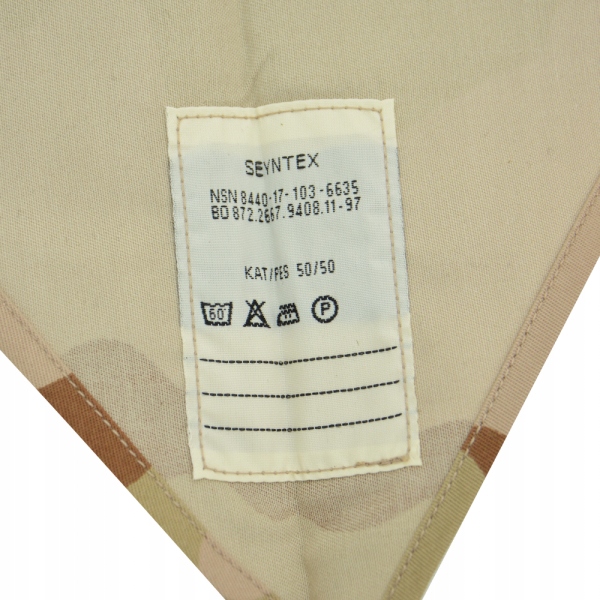 SEYNTEX
NSN 8440-17-103-6635
BO 872.2667.9408.11-97
KAT/PES 50/50
60 P